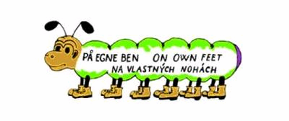 PÅ EGNE BEN ON OWN FEET
NA VLASTNÝCH NOHÁCH